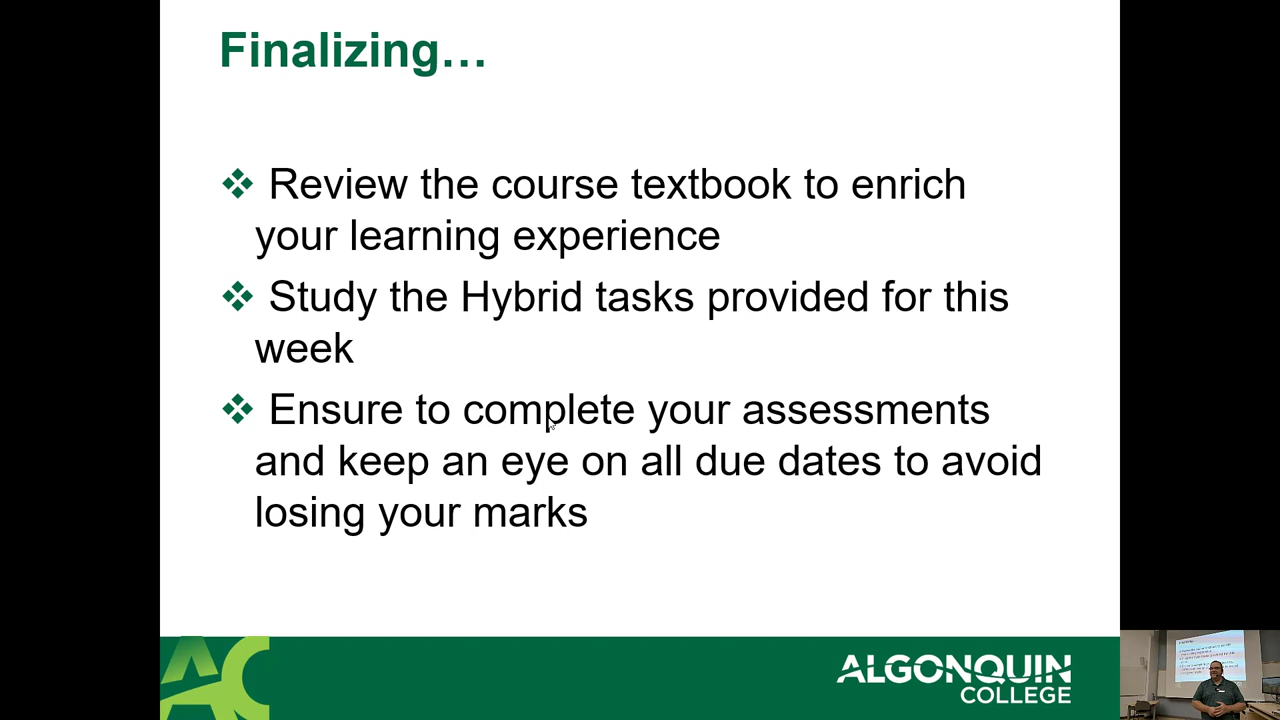 Finalizing…
❖ Review the course textbook to enrich
your learning experience
❖ Study the Hybrid tasks provided for this
week
❖ Ensure to complete your assessments
and keep an eye on all due dates to avoid
losing your marks
AC
ALGONQUIN
COLLEGE